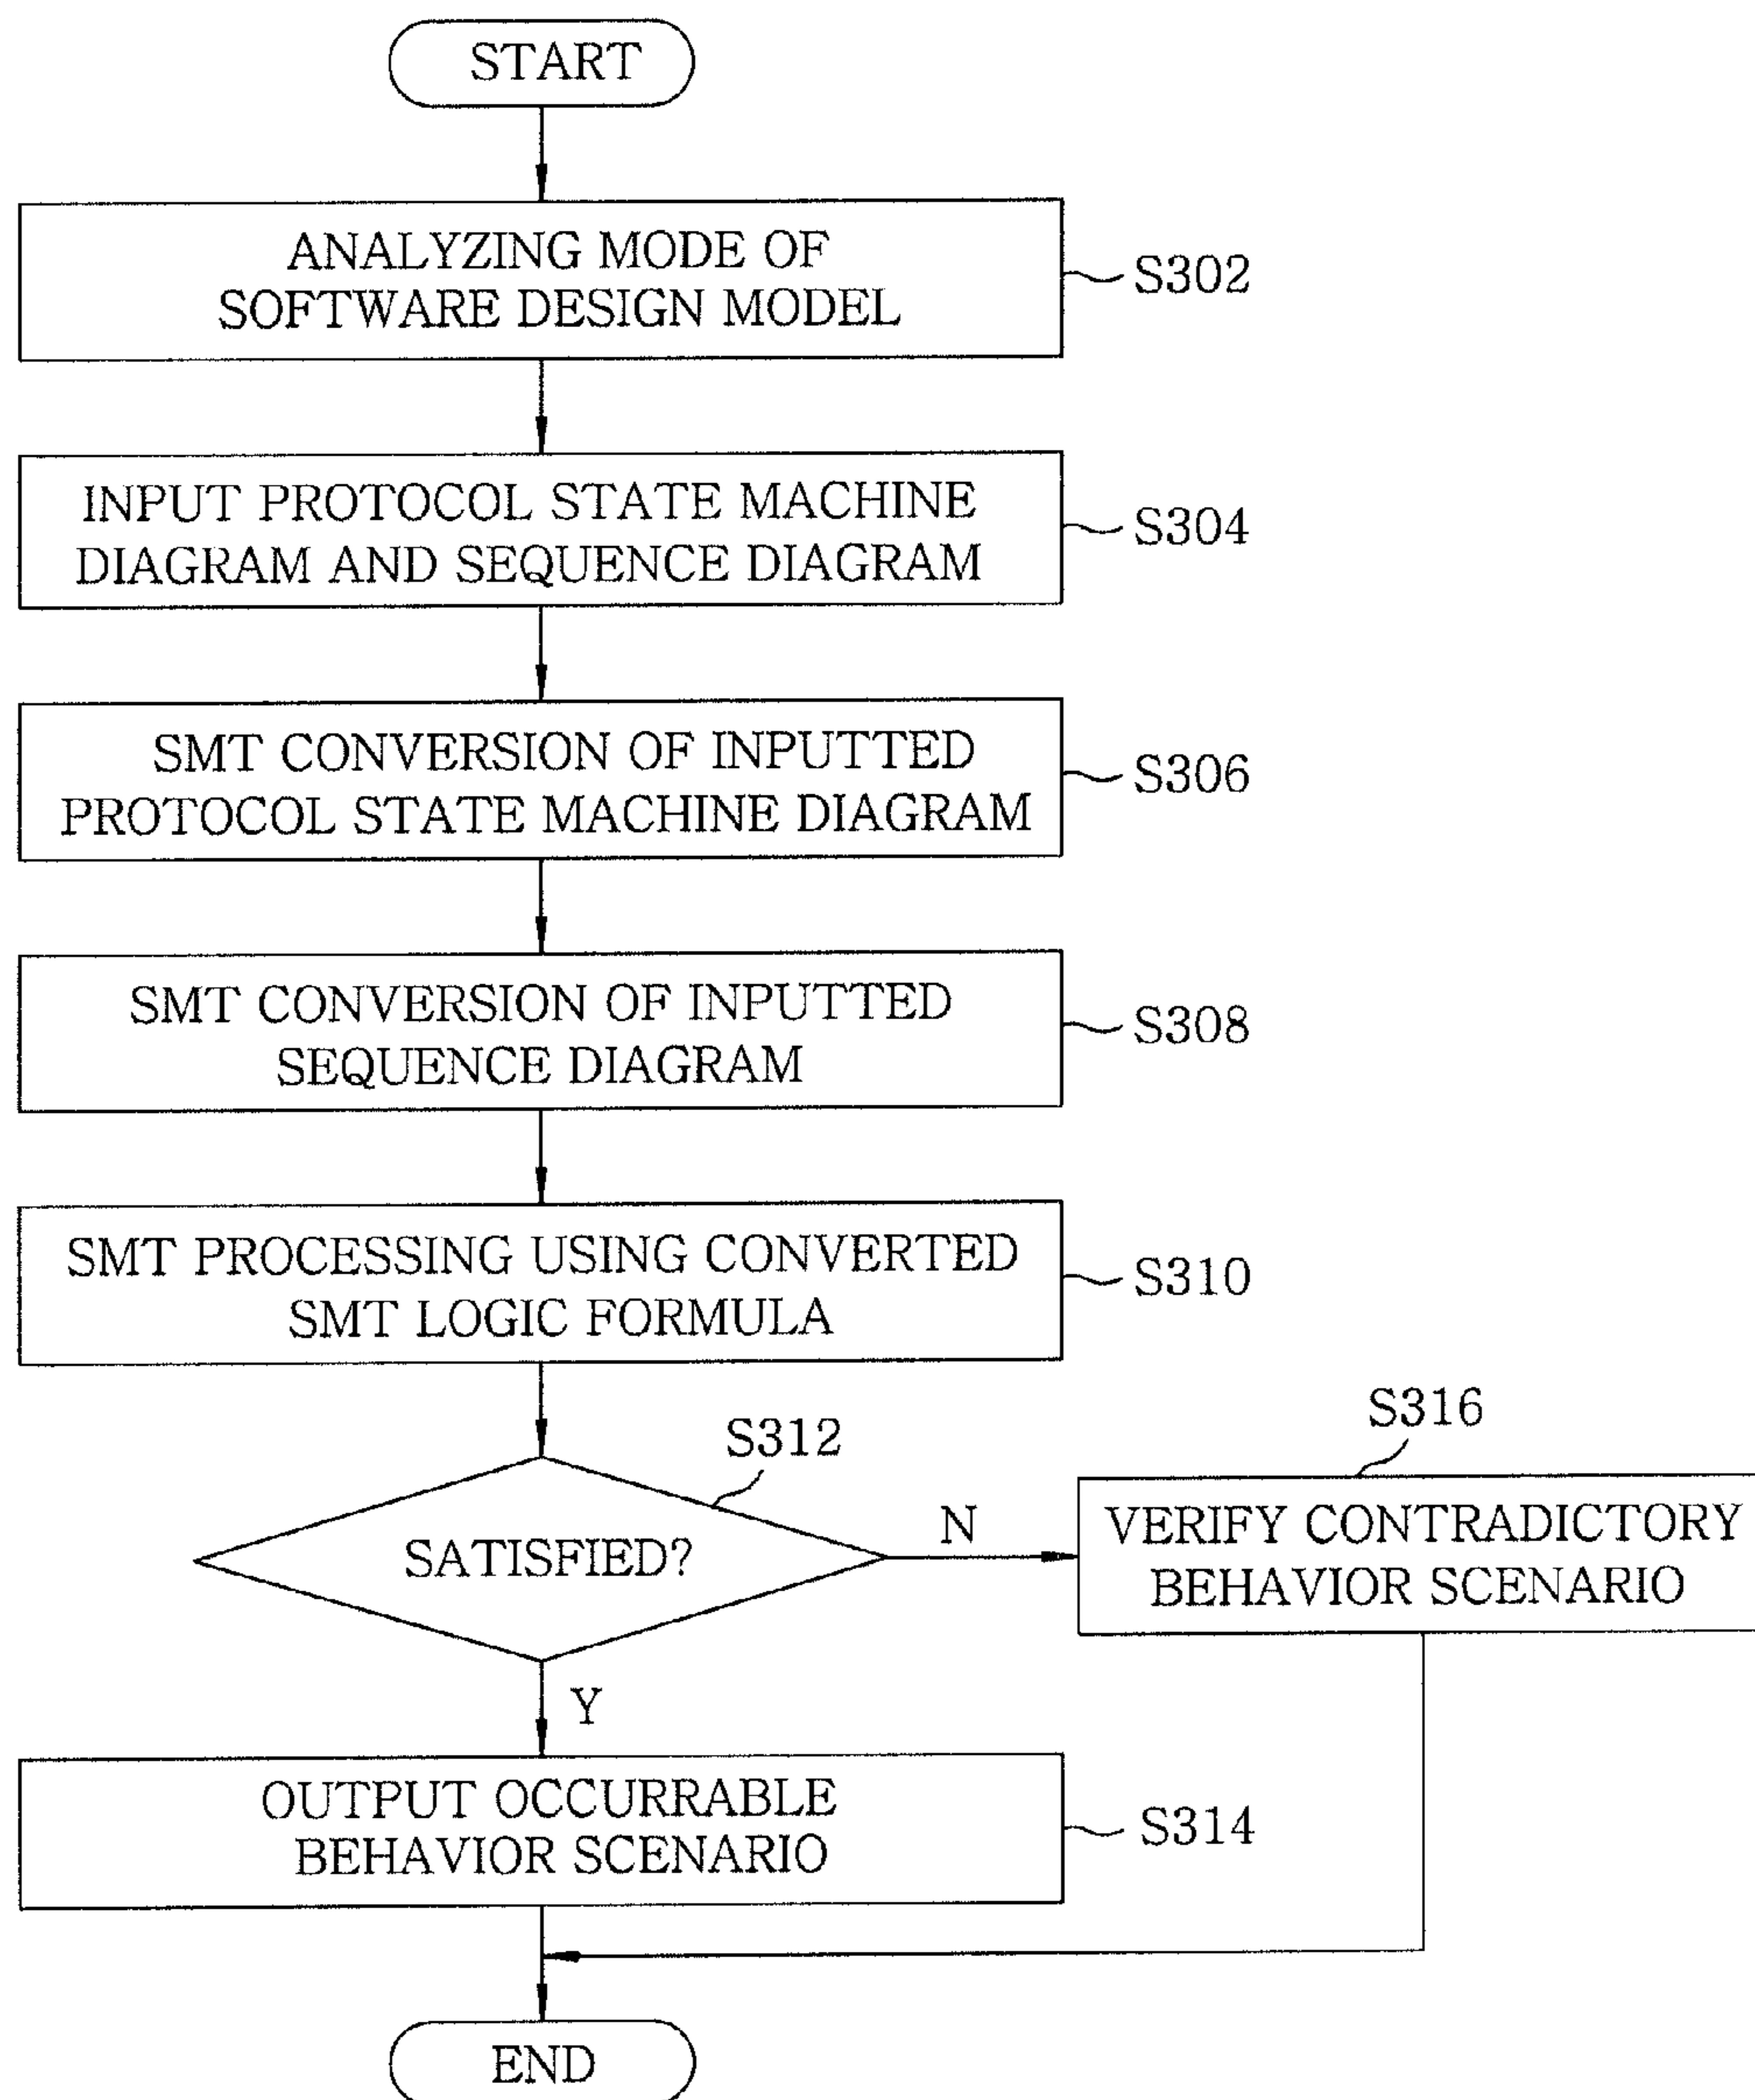 START
ANALYZING MODE OF
SOFTWARE DESIGN MODEL
S302
INPUT PROTOCOL STATE MACHINE
DIAGRAM AND SEQUENCE DIAGRAM
S304
SMT CONVERSION OF INPUTTED
PROTOCOL STATE MACHINE DIAGRAM
S306
SMT CONVERSION OF INPUTTED
SEQUENCE DIAGRAM
S308
SMT PROCESSING USING CONVERTED
SMT LOGIC FORMULA
S310
S312
SATISFIED?
N
S316
VERIFY CONTRADICTORY
BEHAVIOR SCENARIO
Y
OUTPUT OCCURRABLE
BEHAVIOR SCENARIO
S314
END